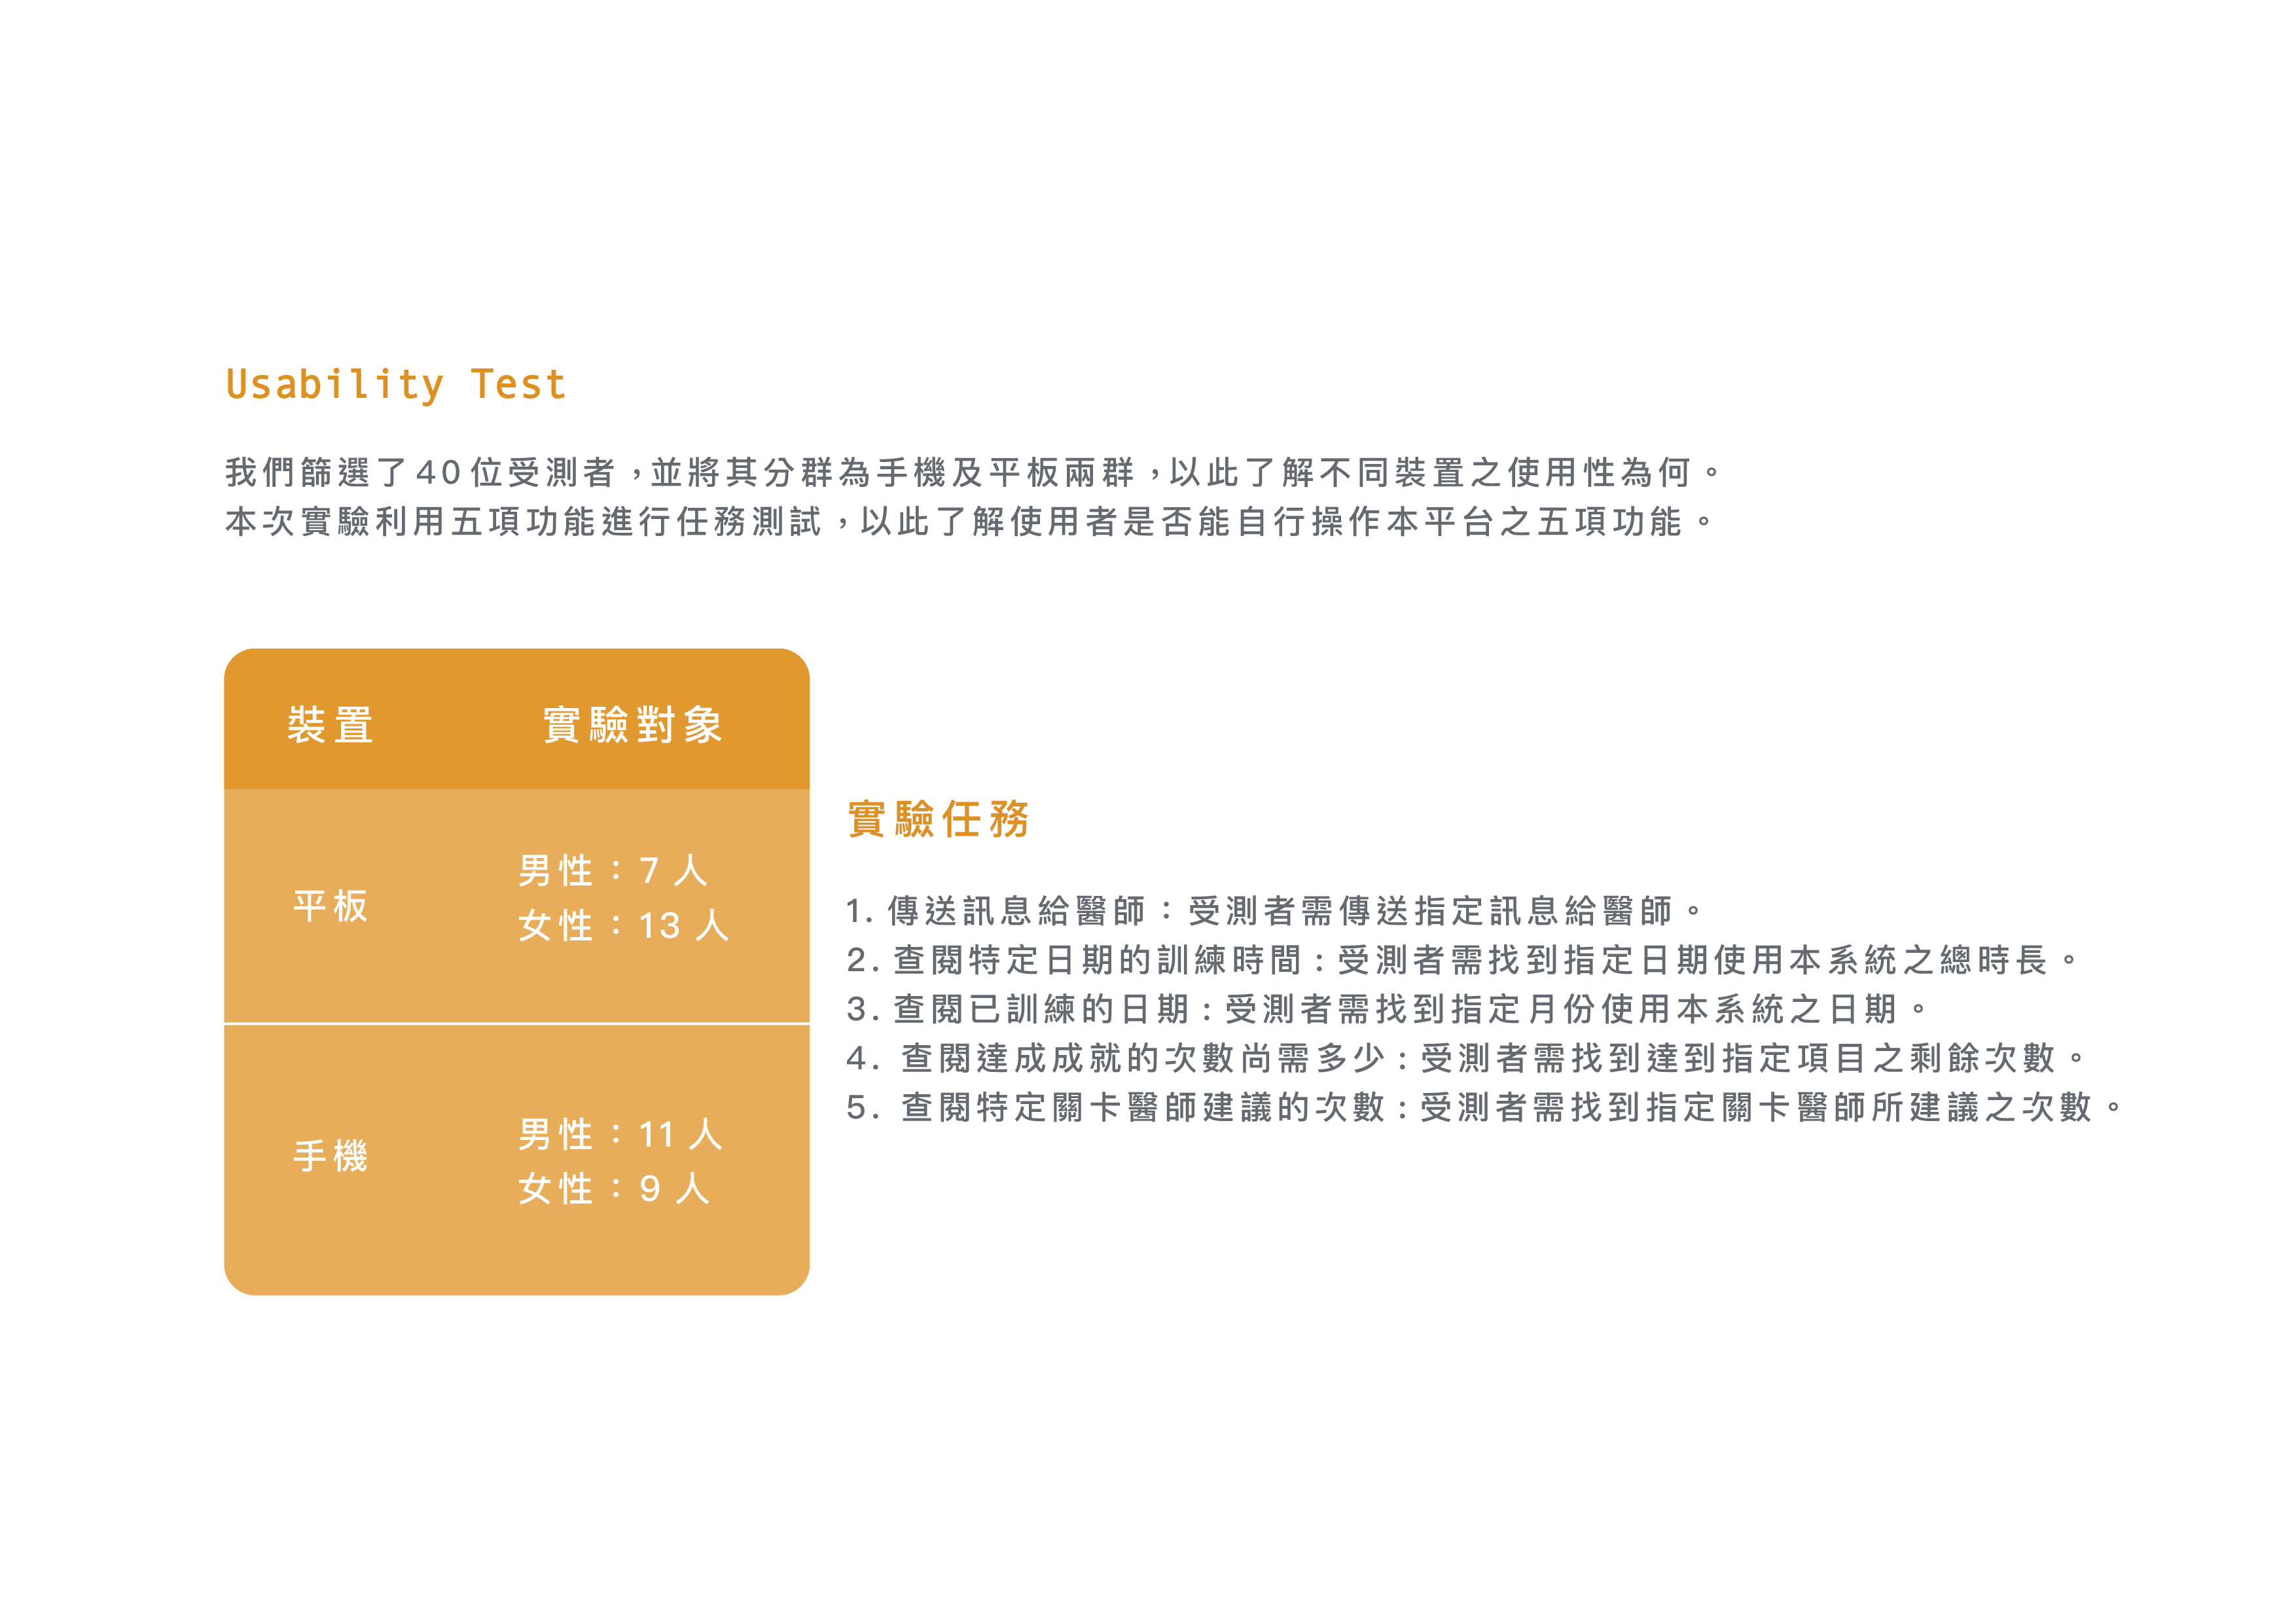 Usability Test
我們篩選了40位受測者，並將其分群為手機及平板兩群，以此了解不同裝置之使用性為何。
本次實驗利用五項功能進行任務測試，以此了解使用者是否能自行操作本平台之五項功能。
裝置 實驗對象
平板
男性：7 人
女性：13 人
手機
男性：11 人
女性：9 人
實驗任務
1. 傳送訊息給醫師：受測者需傳送指定訊息給醫師。
2. 查閱特定日期的訓練時間：受測者需找到指定日期使用本系統之總時長。
3. 查閱已訓練的日期：受測者需找到指定月份使用本系統之日期。
4. 查閱達成成就的次數尚需多少：受測者需找到達到指定項目之剩餘次數。
5. 查閱特定關卡醫師建議的次數：受測者需找到指定關卡醫師所建議之次數。